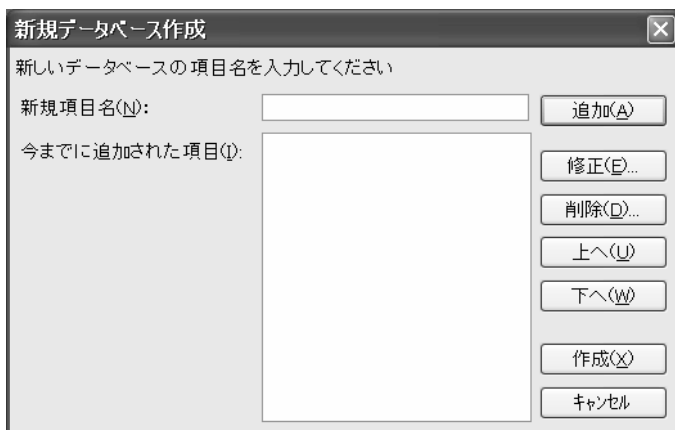 新規データベース作成
新しいデータベースの項目名を入力してください
新規項目名(N):
追加(A)
今までに追加された項目(I):
修正(E)...
削除(D)...
上へ(U)
下へ(W)
作成(X)
キャンセル